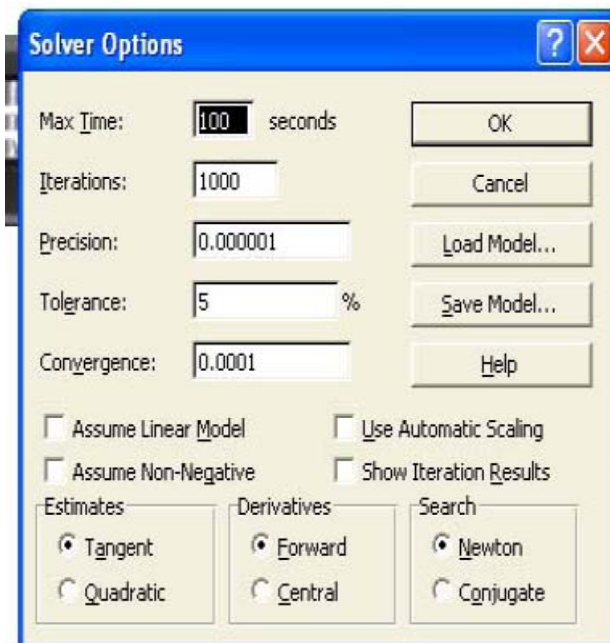 Solver Options
Max Time: 100 seconds OK
Iterations: 1000 Cancel
Precision: 0.000001 Load Model...
Tolerance: 5 % Save Model...
Convergence: 0.0001 Help
Assume Linear Model Use Automatic Scaling
Assume Non-Negative Show Iteration Results
Estimates Derivatives Search
Tangent Forward Newton
Quadratic Central Conjugate